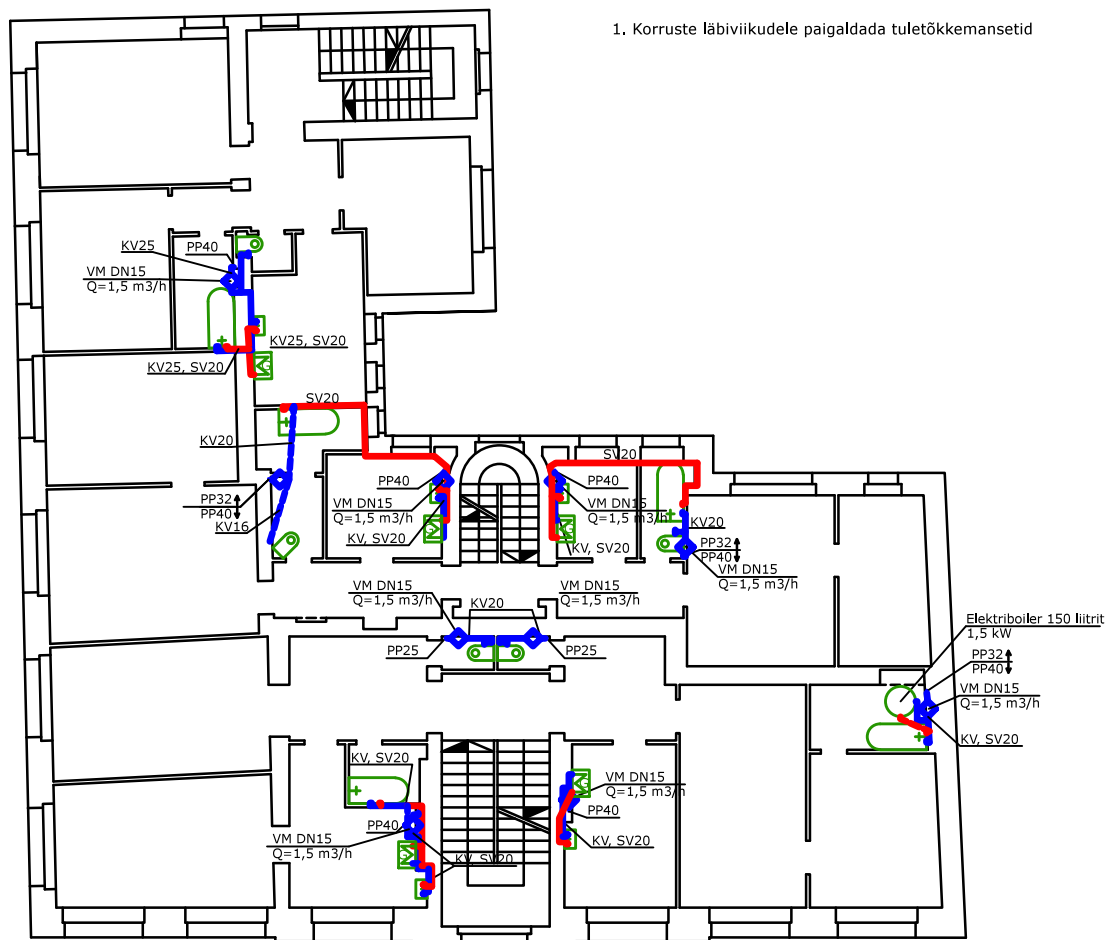 1. Korruste läbiviikudele paigaldada tuletõkkemansetid
KV25
PP40
VM DN15
Q=1,5 m3/h
KV25, SV20
KV25, SV20
SV20
KV20
PP32
PP40
KV16
PP40
VM DN15
Q=1,5 m3/h
KV, SV20
SV20
PP40
VM DN15
Q=1,5 m3/h
KV, SV20
KV20
PP32
PP40
VM DN15
Q=1,5 m3/h
VM DN15
Q=1,5 m3/h
VM DN15
Q=1,5 m3/h
KV20
PP25
PP25
Elektriboiler 150 liitrit
1,5 kW
PP32
PP40
VM DN15
Q=1,5 m3/h
KV, SV20
KV, SV20
PP40
VM DN15
Q=1,5 m3/h
KV, SV20
VM DN15
Q=1,5 m3/h
PP40
KV, SV20